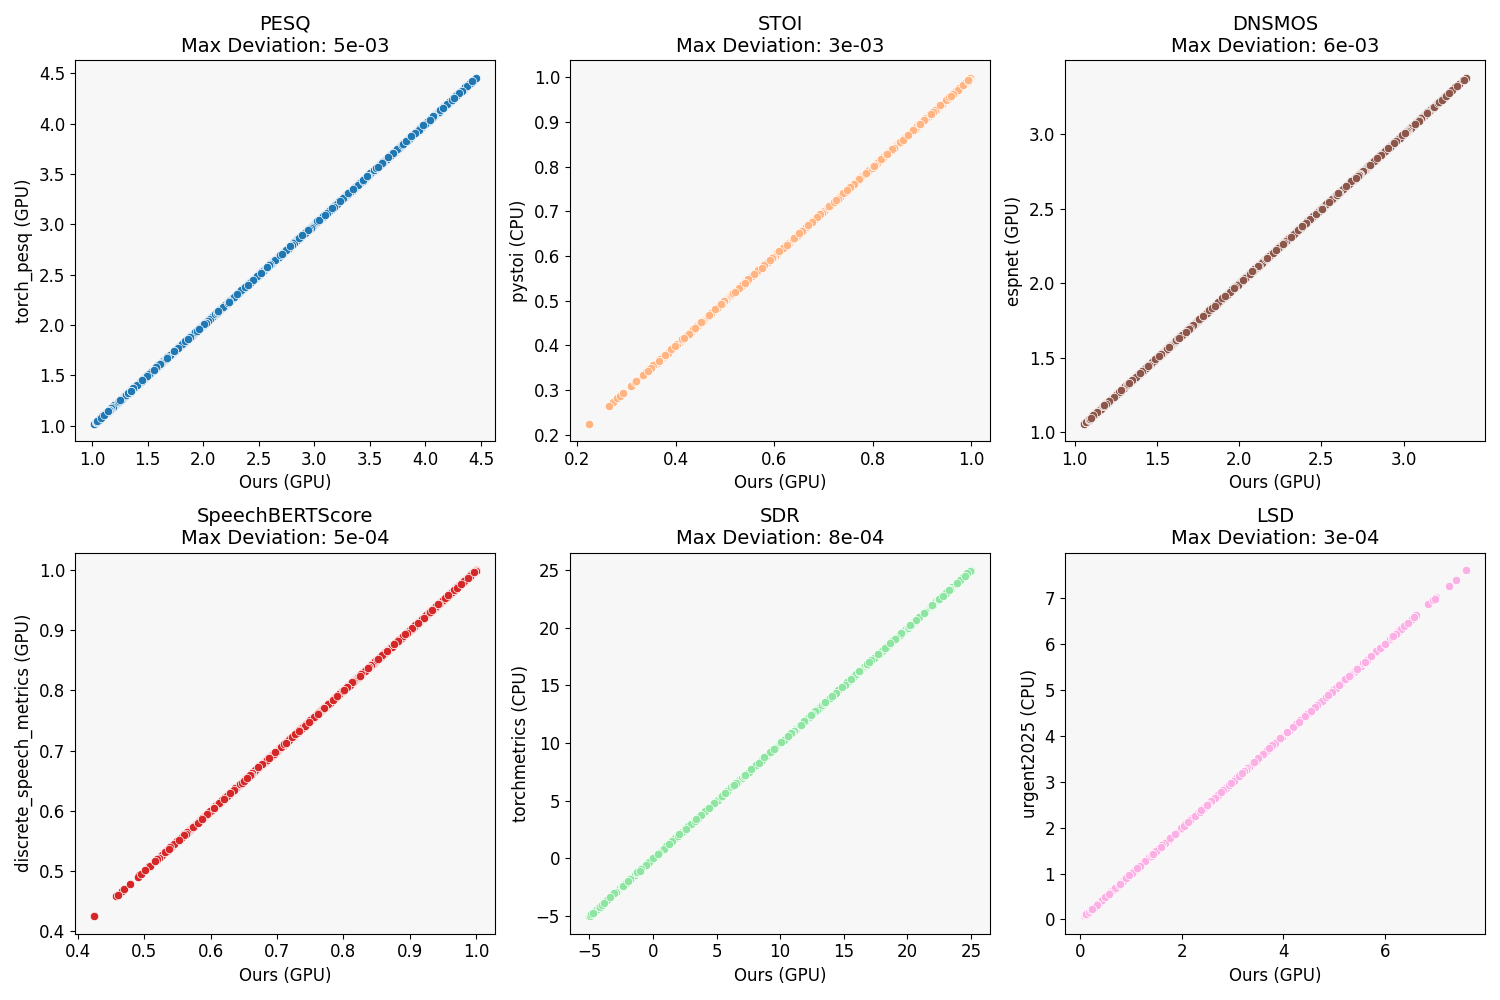 PESQ
Max Deviation: 5e-03
4.5
4.0
3.5
3.0
2.5
2.0
1.5
1.0
torch_pesq (GPU)
1.0 1.5 2.0 2.5 3.0 3.5 4.0 4.5
Ours (GPU)
STOI
Max Deviation: 3e-03
1.0
0.9
0.8
0.7
0.6
0.5
0.4
0.3
0.2
pystoi (CPU)
0.2 0.4 0.6 0.8 1.0
Ours (GPU)
DNSMOS
Max Deviation: 6e-03
3.0
2.5
2.0
1.5
1.0
espnet (GPU)
1.0 1.5 2.0 2.5 3.0
Ours (GPU)
SpeechBERTScore
Max Deviation: 5e-04
1.0
0.9
0.8
0.7
0.6
0.5
0.4
discrete_speech_metrics (GPU)
0.4 0.5 0.6 0.7 0.8 0.9 1.0
Ours (GPU)
SDR
Max Deviation: 8e-04
25
20
15
10
5
0
−5
torchmetrics (CPU)
−5 0 5 10 15 20 25
Ours (GPU)
LSD
Max Deviation: 3e-04
7
6
5
4
3
2
1
0
urgent2025 (CPU)
0 2 4 6
Ours (GPU)